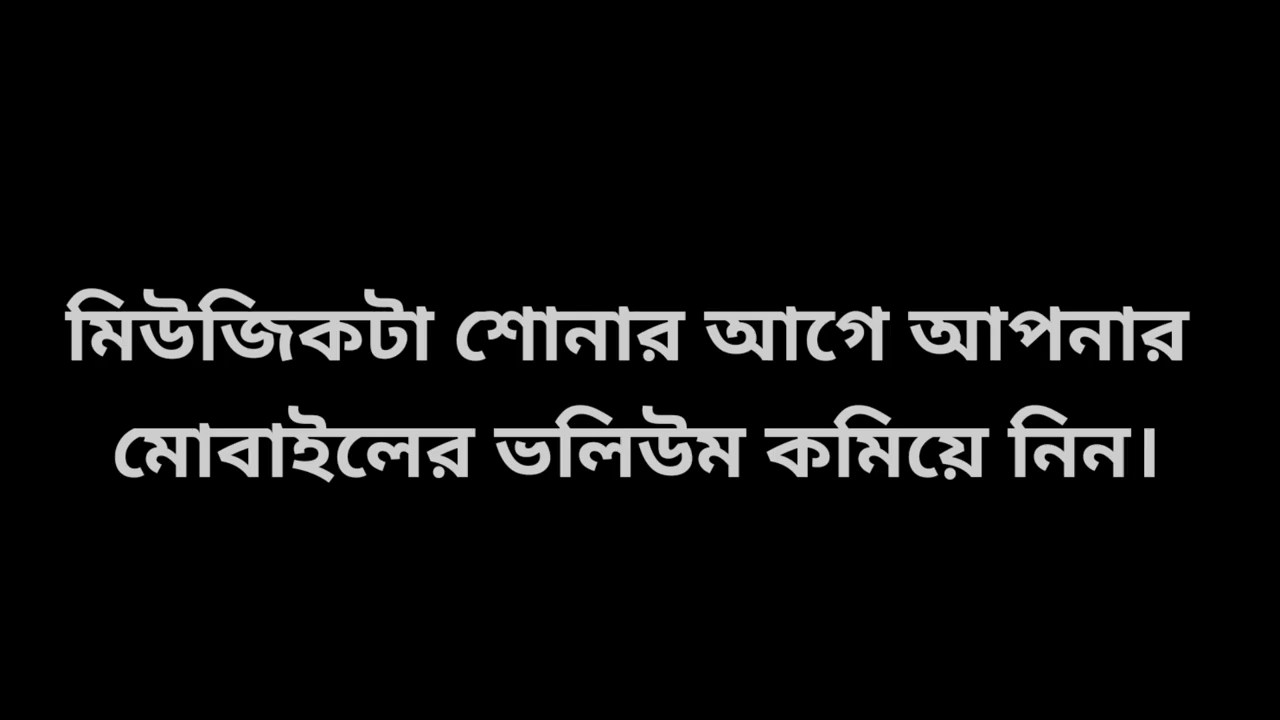 মিউজিকটা শোনার আগে আপনার
মোবাইলের ভলিউম কমিয়ে নিন।